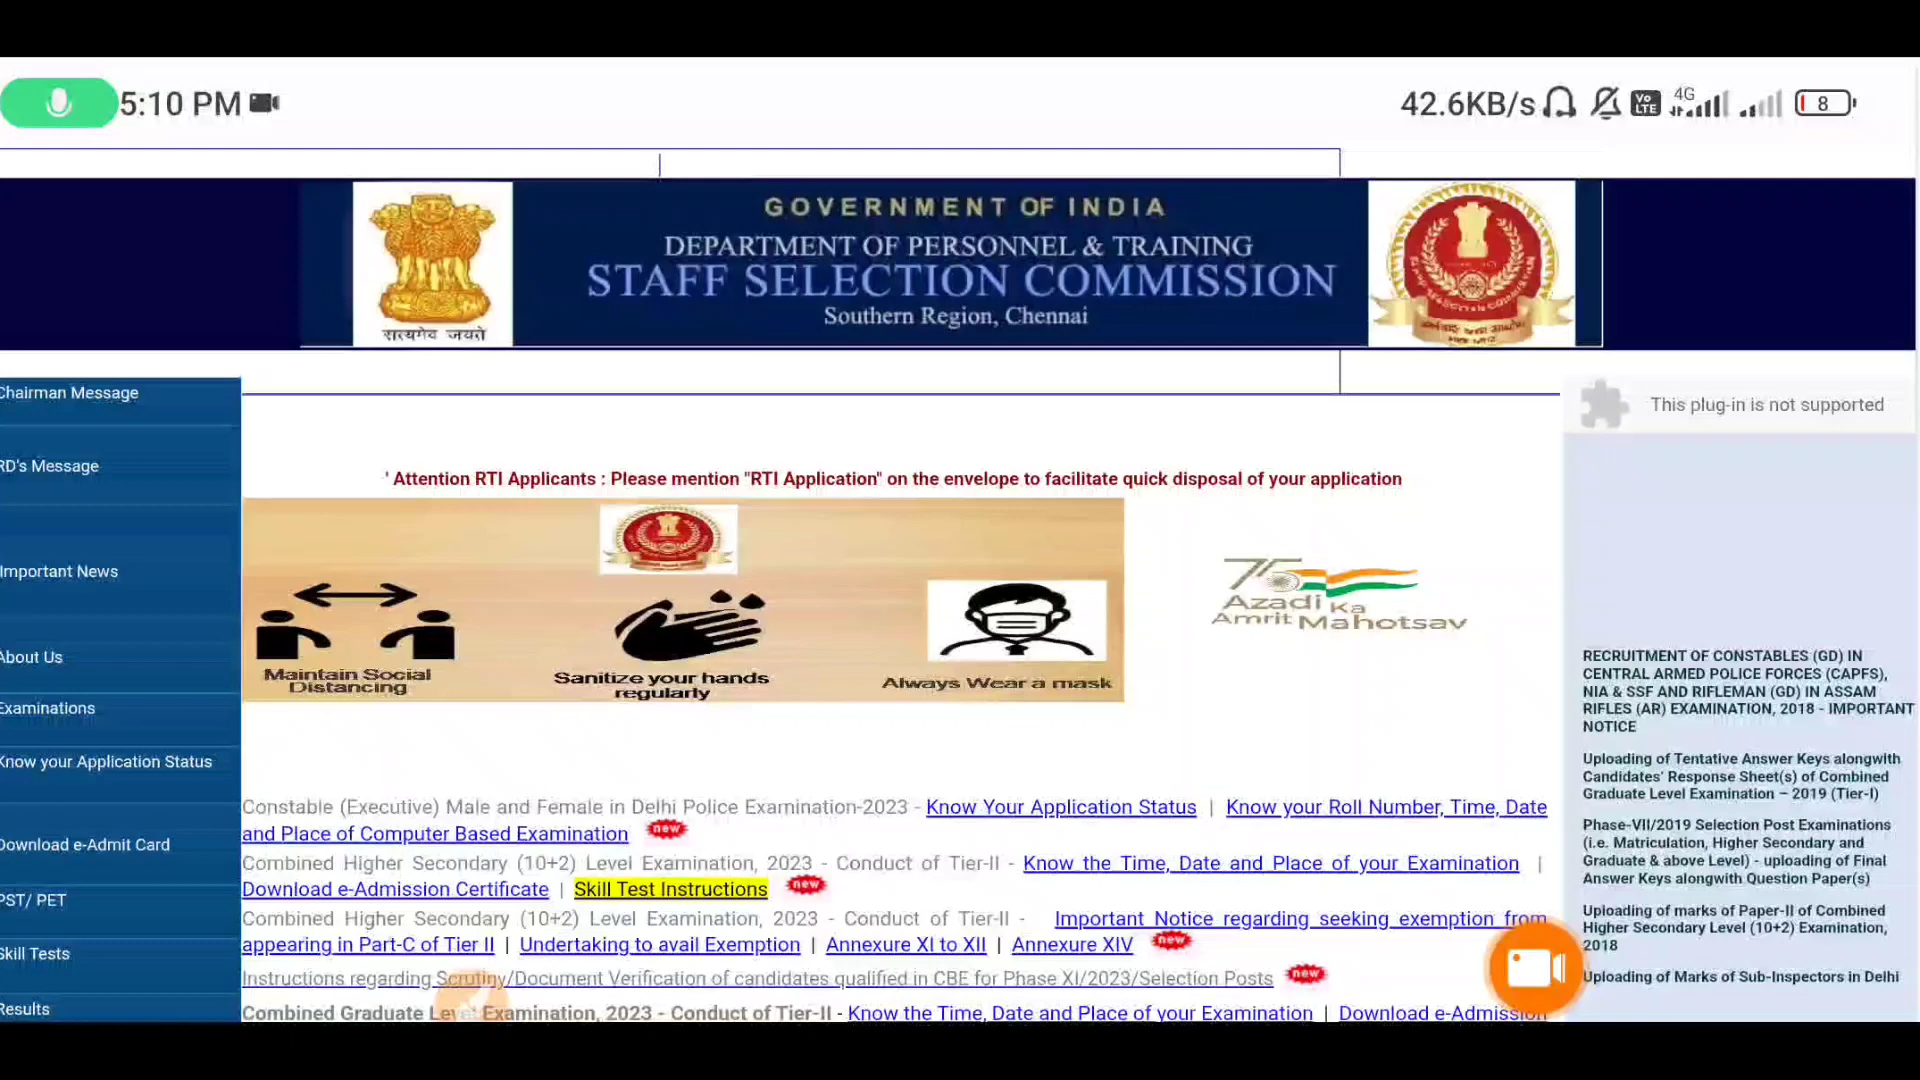 5:10 PM
42.6KB/s
Vo LTE
4G
8
GOVERNMENT OF INDIA
DEPARTMENT OF PERSONNEL & TRAINING
STAFF SELECTION COMMISSION
Southern Region, Chennai
सत्यमेव जयते
Chairman Message
RD's Message
Important News
About Us
Examinations
Know your Application Status
Download e-Admit Card
PST/ PET
Skill Tests
Results
' Attention RTI Applicants : Please mention "RTI Application" on the envelope to facilitate quick disposal of your application
Maintain Social
Distancing
Sanitize your hands
regularly
Always Wear a mask
75
Azadi Ka
Amrit Mahotsav
Constable (Executive) Male and Female in Delhi Police Examination-2023 - Know Your Application Status | Know your Roll Number, Time, Date
and Place of Computer Based Examination new
Combined Higher Secondary (10+2) Level Examination, 2023 - Conduct of Tier-II - Know the Time, Date and Place of your Examination |
Download e-Admission Certificate | Skill Test Instructions new
Combined Higher Secondary (10+2) Level Examination, 2023 - Conduct of Tier-II - Important Notice regarding seeking exemption from
appearing in Part-C of Tier II | Undertaking to avail Exemption | Annexure XI to XII | Annexure XIV new
Instructions regarding Scrutiny/Document Verification of candidates qualified in CBE for Phase XI/2023/Selection Posts new
Combined Graduate Level Examination, 2023 - Conduct of Tier-II - Know the Time, Date and Place of your Examination | Download e-Admission
This plug-in is not supported
RECRUITMENT OF CONSTABLES (GD) IN
CENTRAL ARMED POLICE FORCES (CAPFS),
NIA & SSF AND RIFLEMAN (GD) IN ASSAM
RIFLES (AR) EXAMINATION, 2018 - IMPORTANT
NOTICE
Uploading of Tentative Answer Keys alongwith
Candidates' Response Sheet(s) of Combined
Graduate Level Examination – 2019 (Tier-I)
Phase-VII/2019 Selection Post Examinations
(i.e. Matriculation, Higher Secondary and
Graduate & above Level) - uploading of Final
Answer Keys alongwith Question Paper(s)
Uploading of marks of Paper-II of Combined
Higher Secondary Level (10+2) Examination,
2018
Uploading of Marks of Sub-Inspectors in Delhi